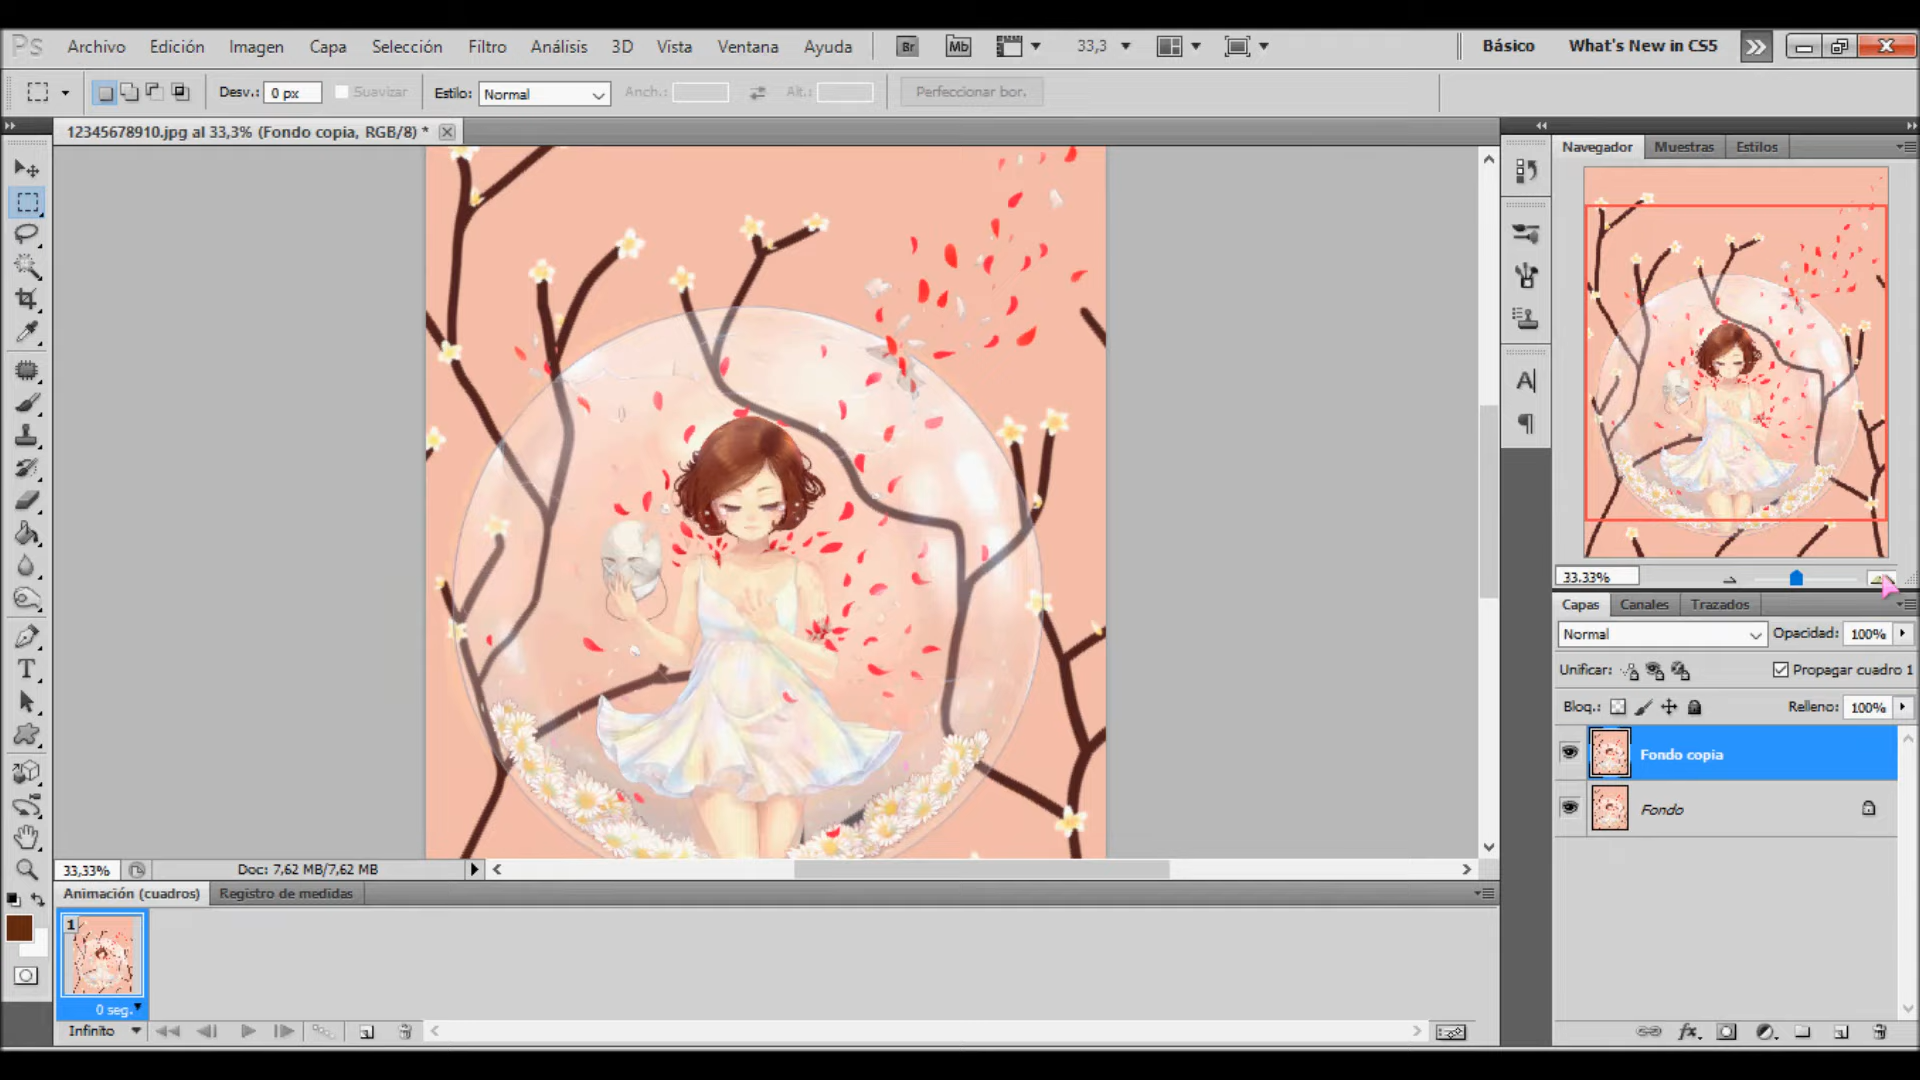 Ps Archivo Edición Imagen Capa Selección Filtro Análisis 3D Vista Ventana Ayuda Br Mb 33,3 Básico What's New in CS5
Desv.: 0 px Suavizar Estilo: Normal Anch.: Alt.: Perfeccionar bor.
12345678910.jpg al 33,3% (Fondo copia, RGB/8) *
Navegador Muestras Estilos
33.33%
Capas Canales Trazados
Normal Opacidad: 100%
Unificar: Propagar cuadro 1
Bloq.: Relleno: 100%
Fondo copia
Fondo
33,33% Doc: 7,62 MB/7,62 MB
Animación (cuadros) Registro de medidas
1
0 seg.
Infinito